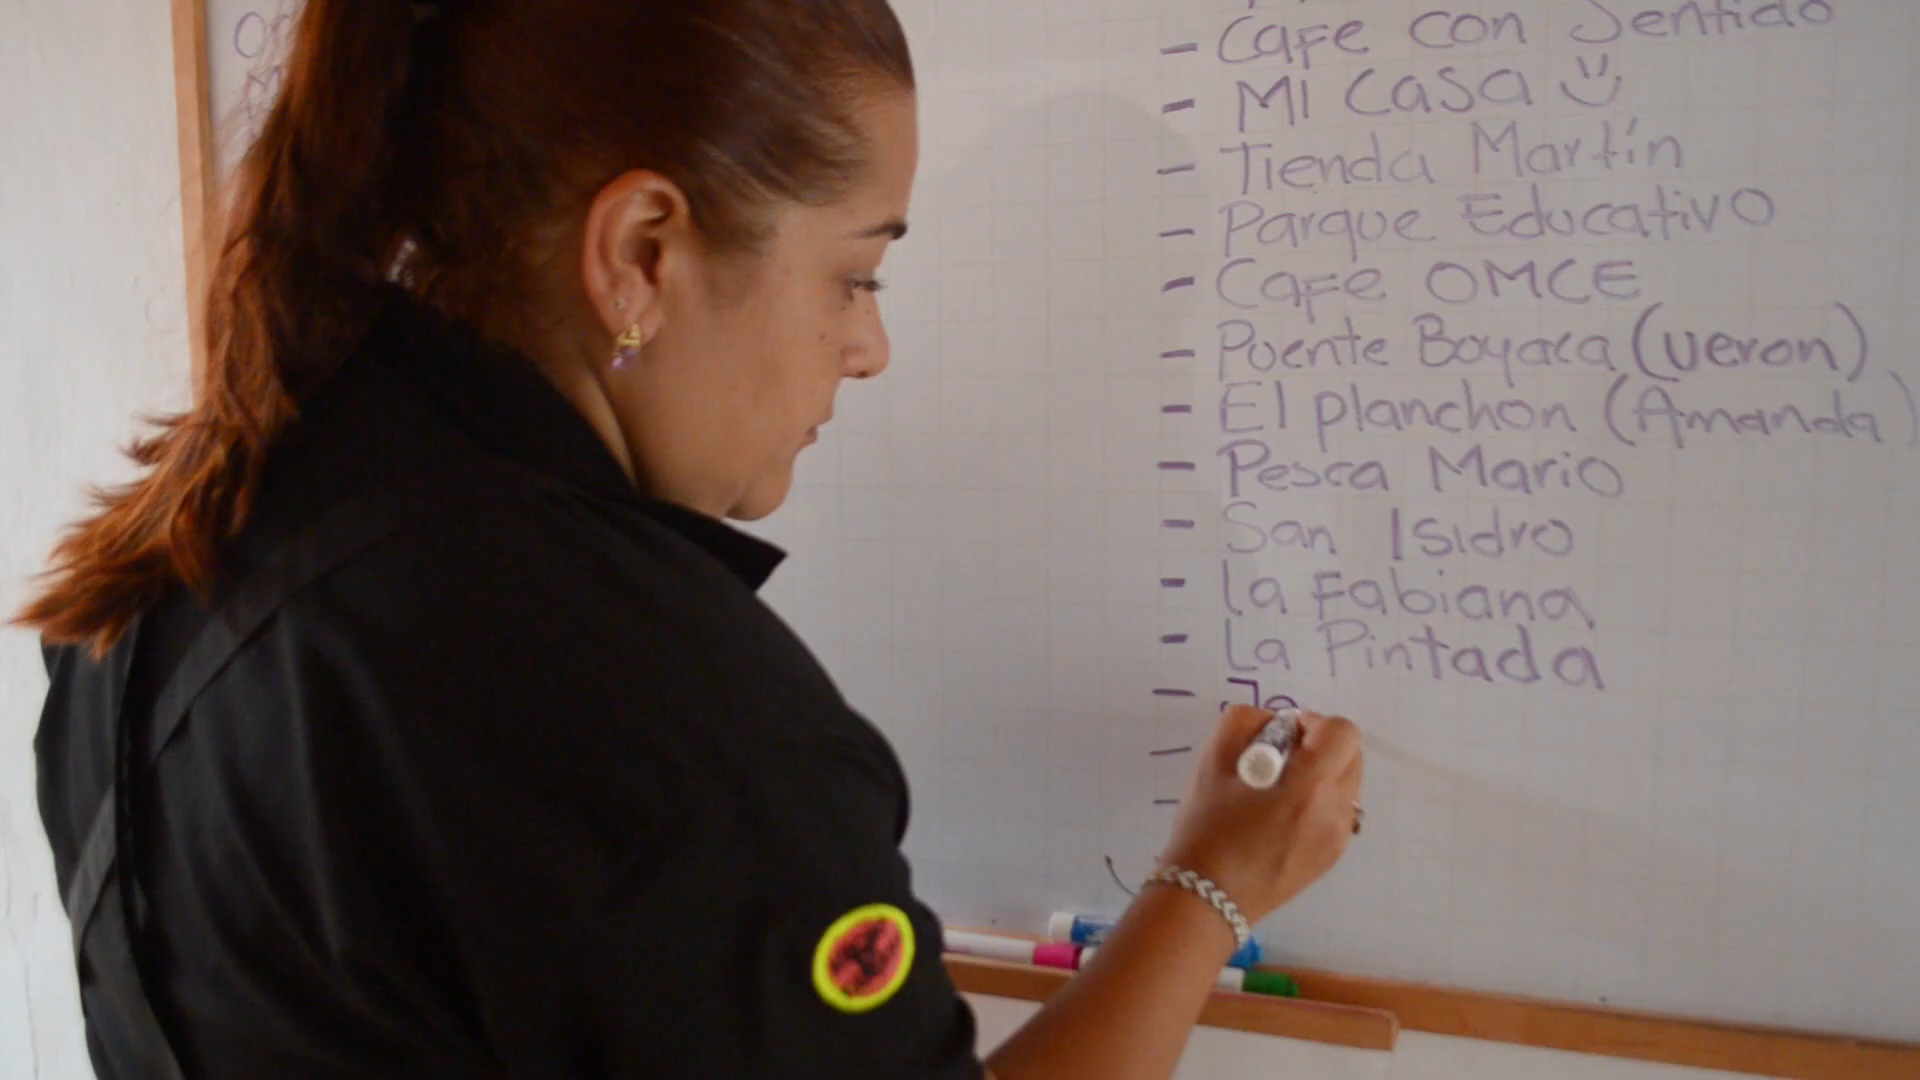 - Cafe con Sentido
- Mi Casa
- Tienda Martín
- Parque Educativo
- Cafe OMCE
- Puente Boyaca (veron)
- El planchon (Amanda)
- Pesca Mario
- San Isidro
- la Fabiana
- La Pintada
- Je
-
-